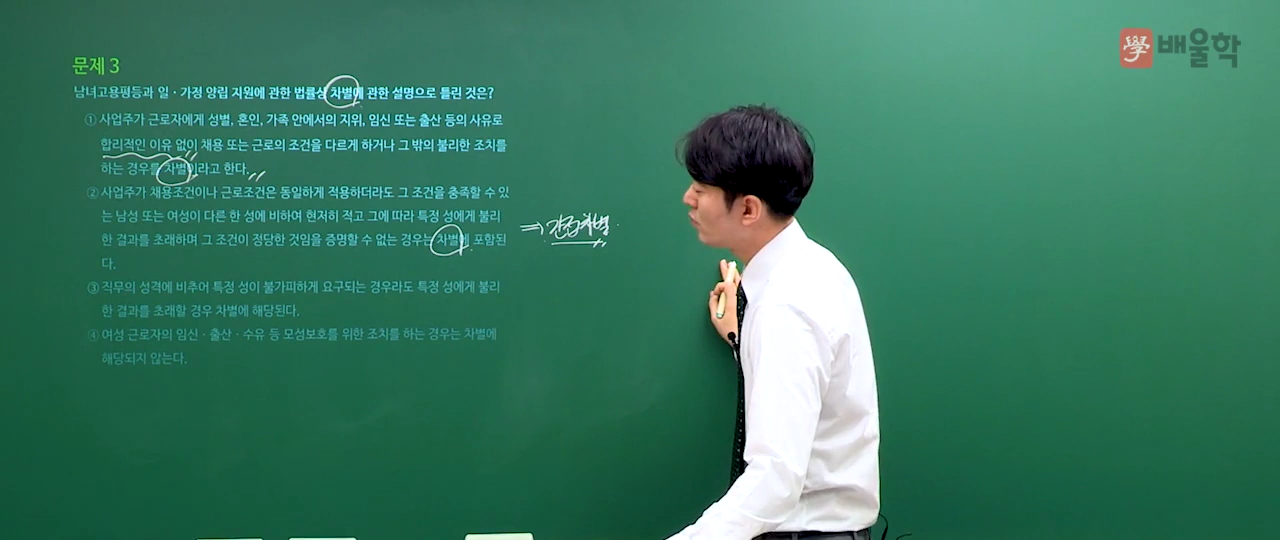 學 배울학
문제 3
남녀고용평등과 일·가정 양립 지원에 관한 법률상 차별에 관한 설명으로 틀린 것은?
① 사업주가 근로자에게 성별, 혼인, 가족 안에서의 지위, 임신 또는 출산 등의 사유로
합리적인 이유 없이 채용 또는 근로의 조건을 다르게 하거나 그 밖의 불리한 조치를
하는 경우를 차별이라고 한다.
② 사업주가 채용조건이나 근로조건은 동일하게 적용하더라도 그 조건을 충족할 수 있
는 남성 또는 여성이 다른 한 성에 비하여 현저히 적고 그에 따라 특정 성에게 불리
한 결과를 초래하며 그 조건이 정당한 것임을 증명할 수 없는 경우는 차별에 포함된
다.
⇒ 간접차별
③ 직무의 성격에 비추어 특정 성이 불가피하게 요구되는 경우라도 특정 성에게 불리
한 결과를 초래할 경우 차별에 해당된다.
④ 여성 근로자의 임신·출산·수유 등 모성보호를 위한 조치를 하는 경우는 차별에
해당되지 않는다.